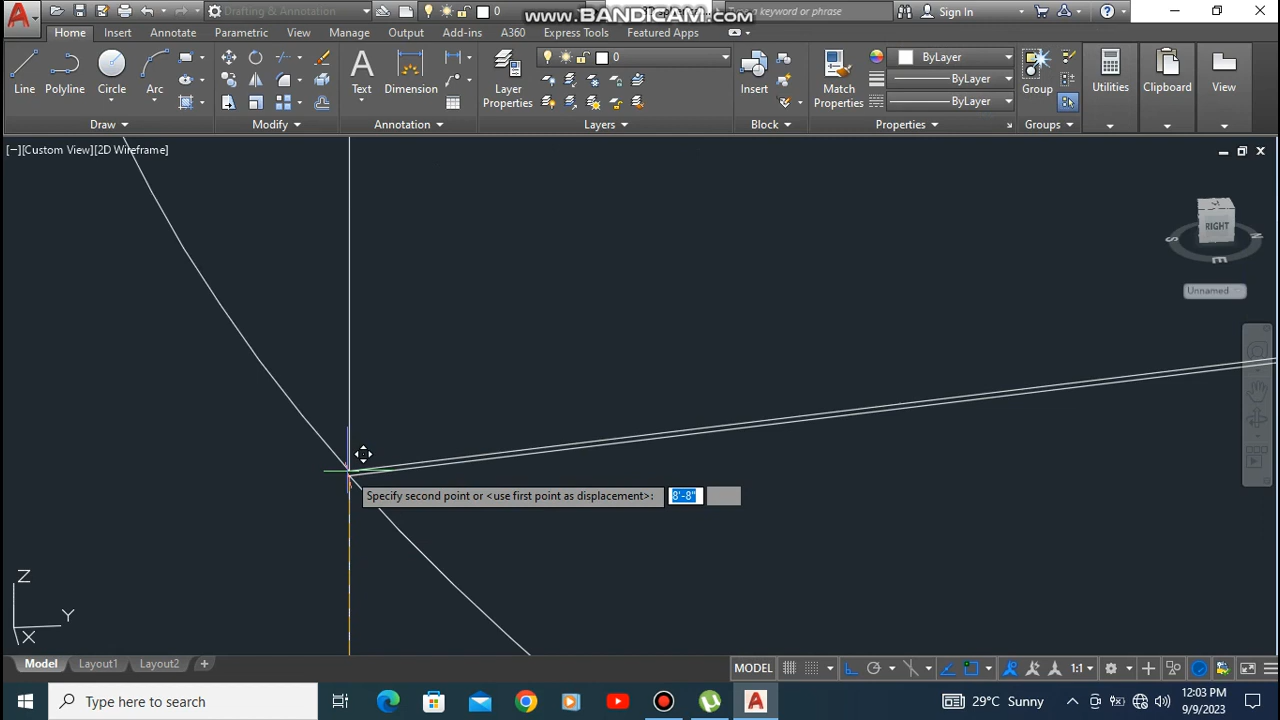 www.BANDICAM.com
Drafting & Annotation
0
Type a keyword or phrase
Sign In
Home Insert Annotate Parametric View Manage Output Add-ins A360 Express Tools Featured Apps
Line Polyline Circle Arc
Text Dimension
Layer Properties
0
Insert
Match Properties
ByLayer
ByLayer
ByLayer
Group
Utilities
Clipboard
View
Draw Modify Annotation Layers Block Properties Groups
[−][Custom View][2D Wireframe]
RIGHT
S N E
Unnamed
Specify second point or <use first point as displacement>: 8'-8"
Z
Y
X
Model Layout1 Layout2 +
MODEL 1:1
Type here to search
29°C Sunny
12:03 PM
9/9/2023